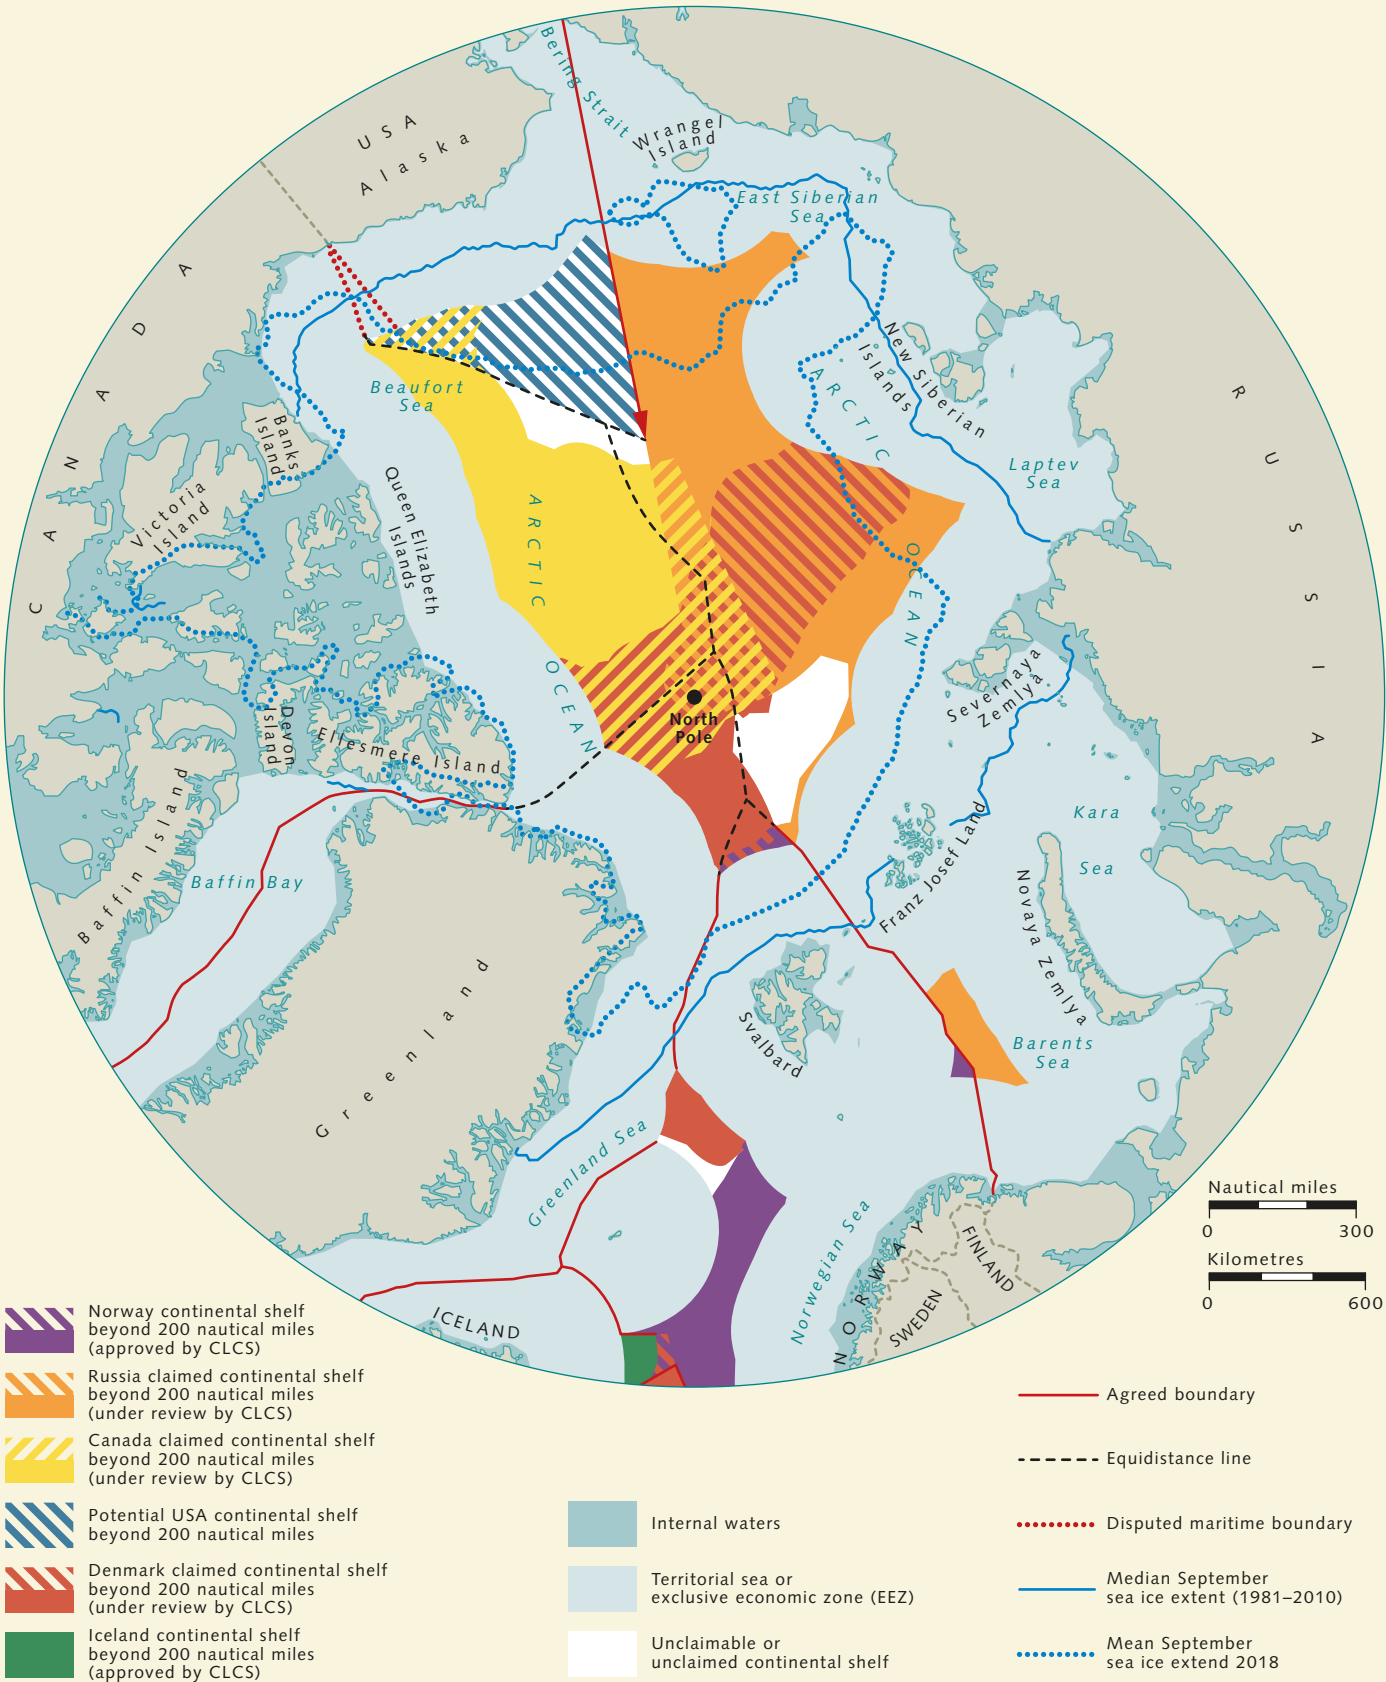 Bering Strait
USA
Alaska
Wrangel
Island
East Siberian
Sea
CANADA
Beaufort
Sea
New Siberian
Islands
ARCTIC
RUSSIA
Banks
Island
Laptev
Sea
Victoria
Island
Queen Elizabeth
Islands
ARCTIC
OCEAN
OCEAN
Severnaya
Zemlya
North
Pole
Devon
Island
Ellesmere Island
Baffin Island
Baffin Bay
Kara
Sea
Franz Josef Land
Novaya Zemlya
Greenland
Svalbard
Barents
Sea
Greenland Sea
Norwegian Sea
NORWAY
FINLAND
SWEDEN
ICELAND
Nautical miles
0 300
Kilometres
0 600
Norway continental shelf
beyond 200 nautical miles
(approved by CLCS)
Russia claimed continental shelf
beyond 200 nautical miles
(under review by CLCS)
Canada claimed continental shelf
beyond 200 nautical miles
(under review by CLCS)
Potential USA continental shelf
beyond 200 nautical miles
Denmark claimed continental shelf
beyond 200 nautical miles
(under review by CLCS)
Iceland continental shelf
beyond 200 nautical miles
(approved by CLCS)
Internal waters
Territorial sea or
exclusive economic zone (EEZ)
Unclaimable or
unclaimed continental shelf
Agreed boundary
Equidistance line
Disputed maritime boundary
Median September
sea ice extent (1981–2010)
Mean September
sea ice extend 2018